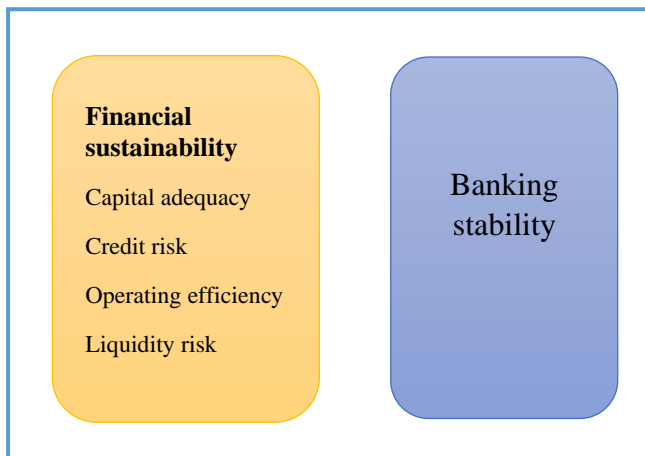 Financial
sustainability
Capital adequacy
Credit risk
Operating efficiency
Liquidity risk
Banking
stability